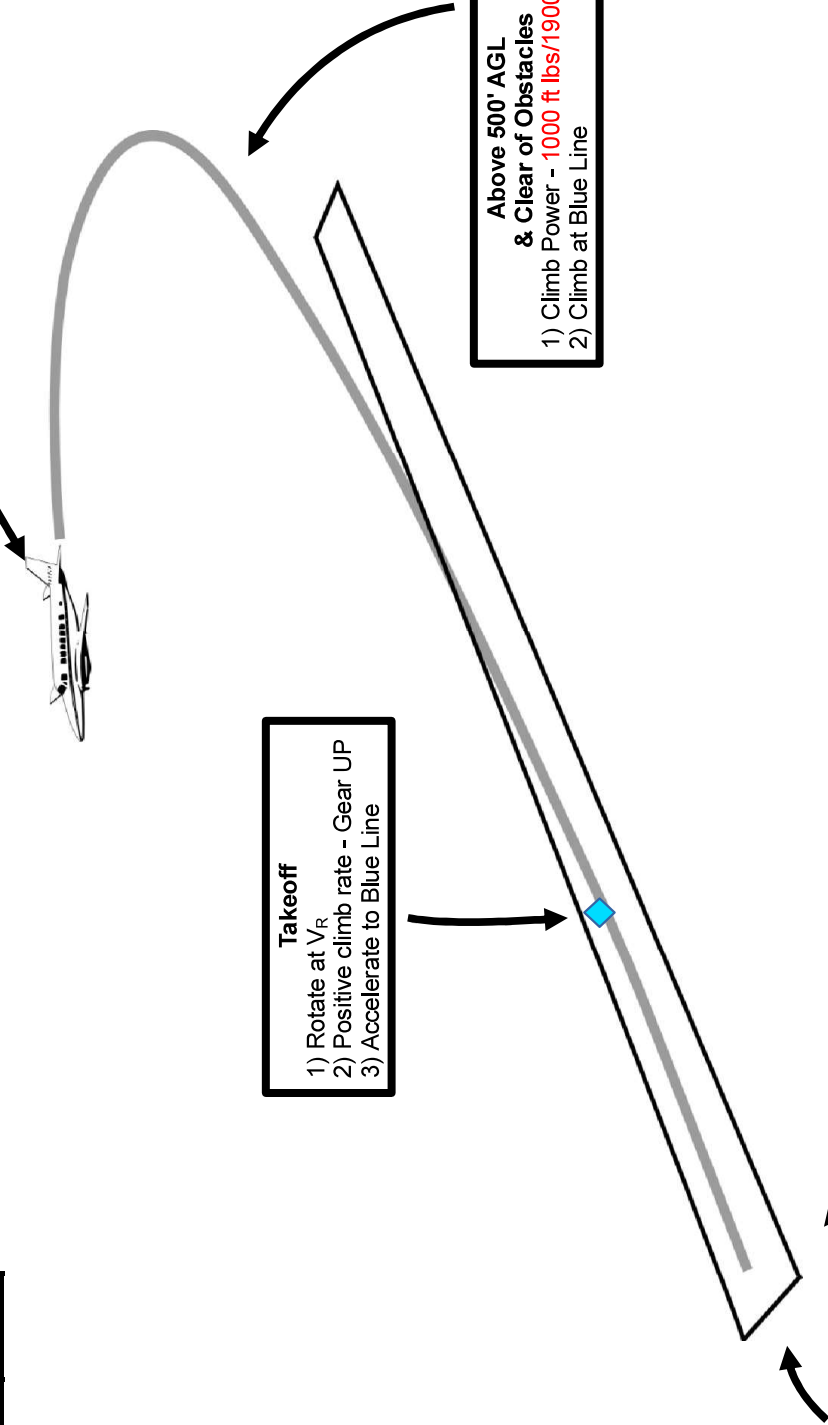 Above 500' AGL
& Clear of Obstacles
1) Climb Power - 1000 ft lbs/1900
2) Climb at Blue Line
Takeoff
1) Rotate at VR
2) Positive climb rate - Gear UP
3) Accelerate to Blue Line